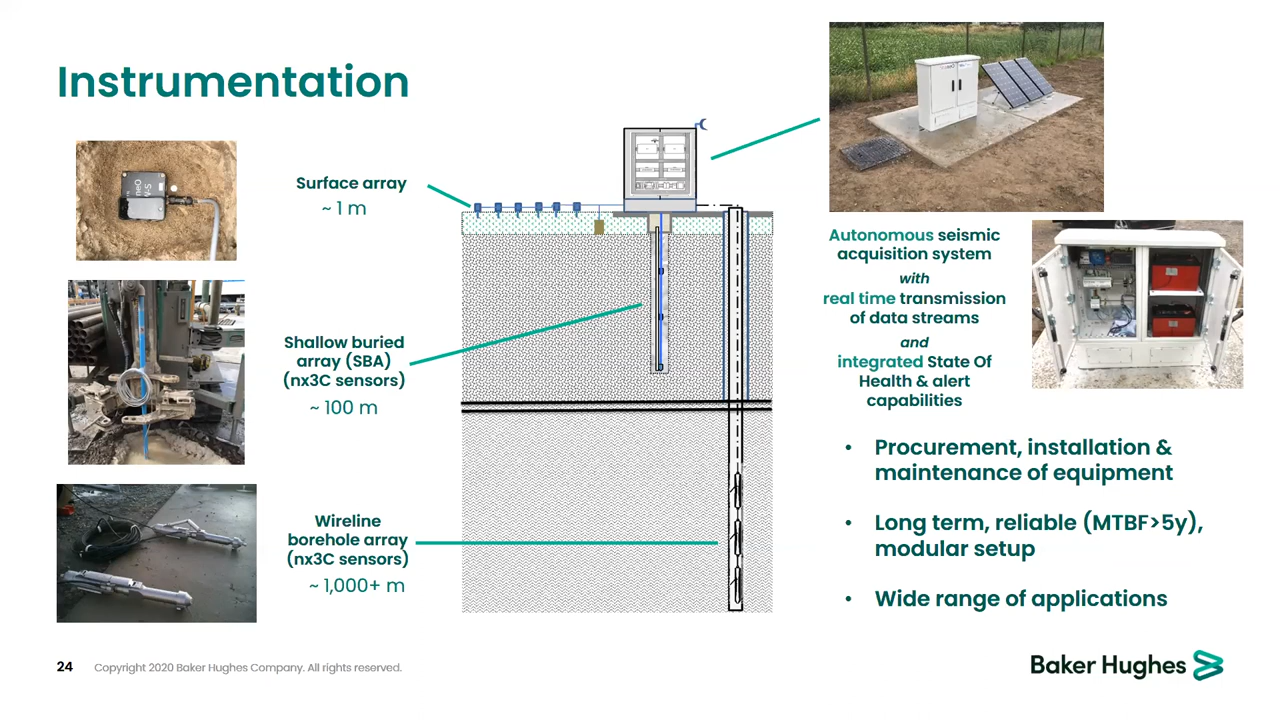 Instrumentation
Surface array
~ 1 m
Shallow buried
array (SBA)
(nx3C sensors)
~ 100 m
Wireline
borehole array
(nx3C sensors)
~ 1,000+ m
Autonomous seismic
acquisition system
with
real time transmission
of data streams
and
integrated State Of
Health & alert
capabilities
• Procurement, installation &
maintenance of equipment
• Long term, reliable (MTBF>5y),
modular setup
• Wide range of applications
24 Copyright 2020 Baker Hughes Company. All rights reserved.
Baker Hughes